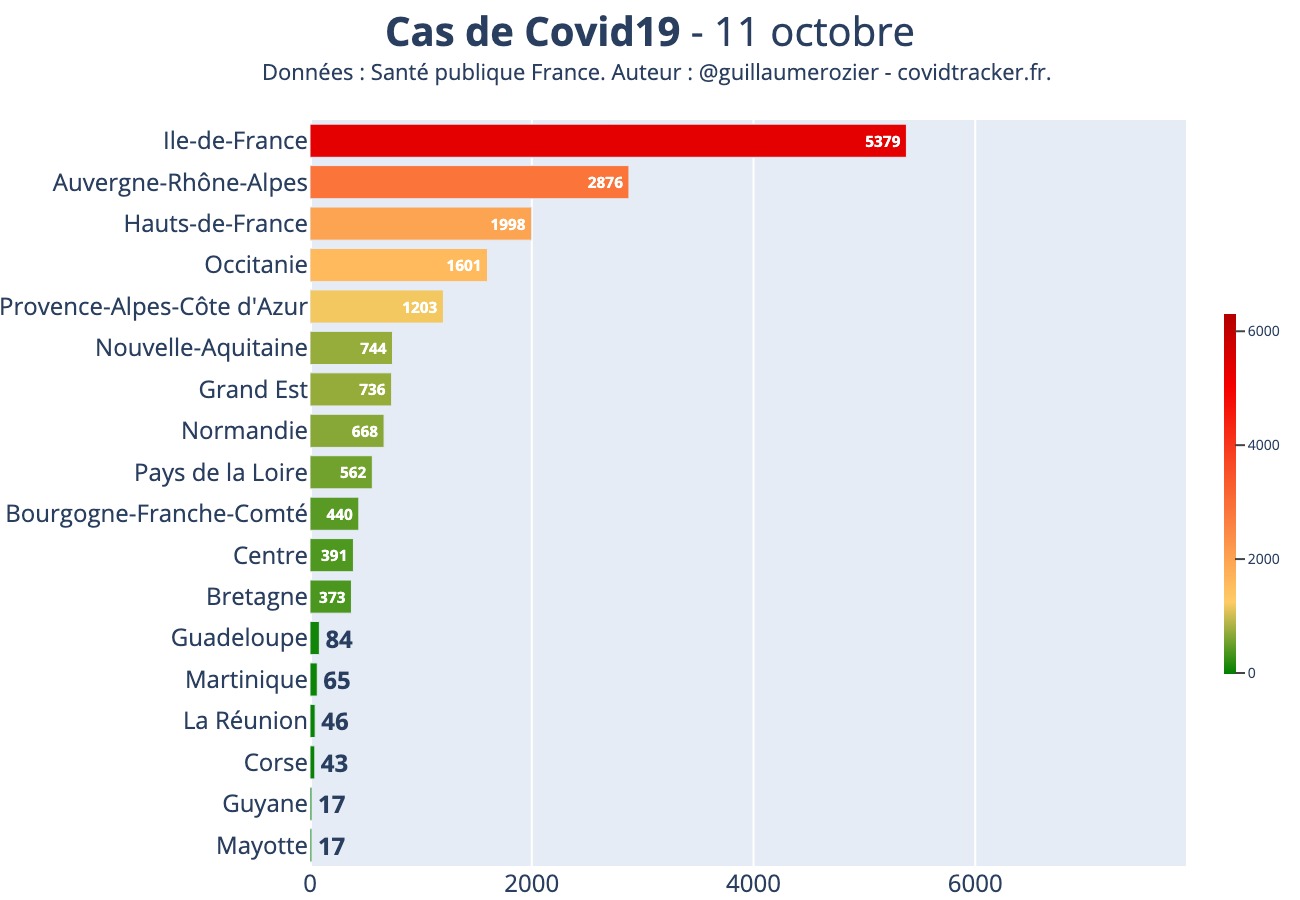 Cas de Covid19 - 11 octobre
Données : Santé publique France. Auteur : @guillaumerozier - covidtracker.fr.
Ile-de-France 5379
Auvergne-Rhône-Alpes 2876
Hauts-de-France 1998
Occitanie 1601
Provence-Alpes-Côte d'Azur 1203
Nouvelle-Aquitaine 744
Grand Est 736
Normandie 668
Pays de la Loire 562
Bourgogne-Franche-Comté 440
Centre 391
Bretagne 373
Guadeloupe 84
Martinique 65
La Réunion 46
Corse 43
Guyane 17
Mayotte 17
0 2000 4000 6000
6000
4000
2000
0